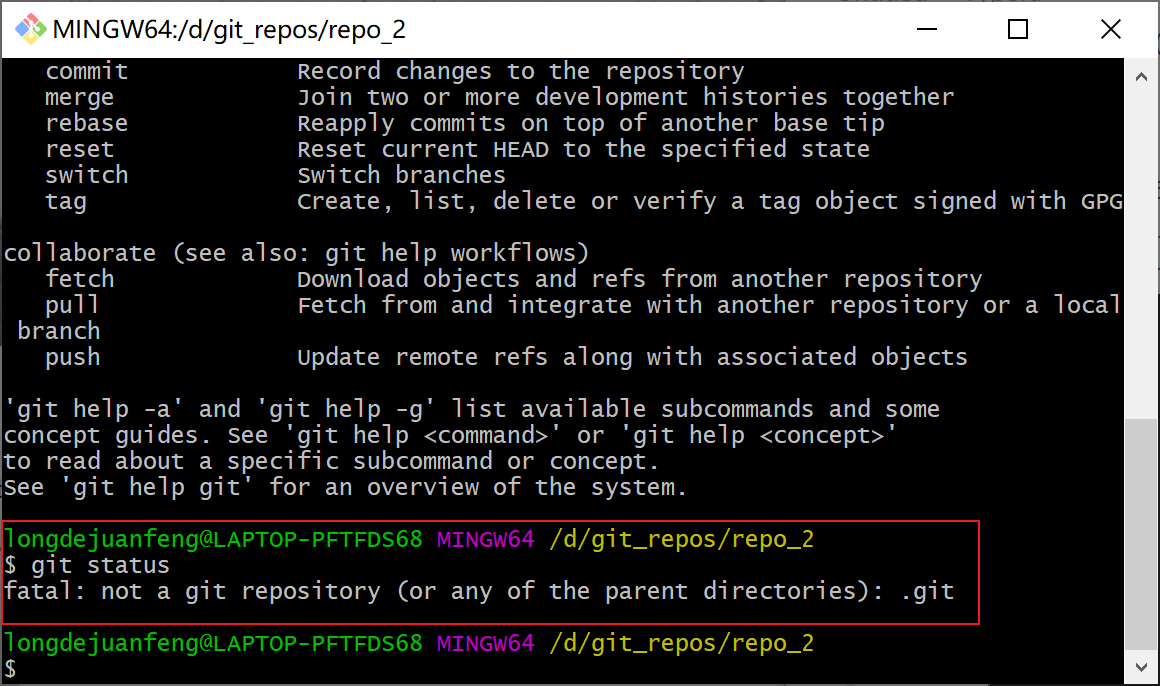 MINGW64:/d/git_repos/repo_2
commit Record changes to the repository
merge Join two or more development histories together
rebase Reapply commits on top of another base tip
reset Reset current HEAD to the specified state
switch Switch branches
tag Create, list, delete or verify a tag object signed with GPG
collaborate (see also: git help workflows)
fetch Download objects and refs from another repository
pull Fetch from and integrate with another repository or a local
branch
push Update remote refs along with associated objects
'git help -a' and 'git help -g' list available subcommands and some
concept guides. See 'git help <command>' or 'git help <concept>'
to read about a specific subcommand or concept.
See 'git help git' for an overview of the system.
longdejuanfeng@LAPTOP-PFTFDS68 MINGW64 /d/git_repos/repo_2
$ git status
fatal: not a git repository (or any of the parent directories): .git
longdejuanfeng@LAPTOP-PFTFDS68 MINGW64 /d/git_repos/repo_2
$